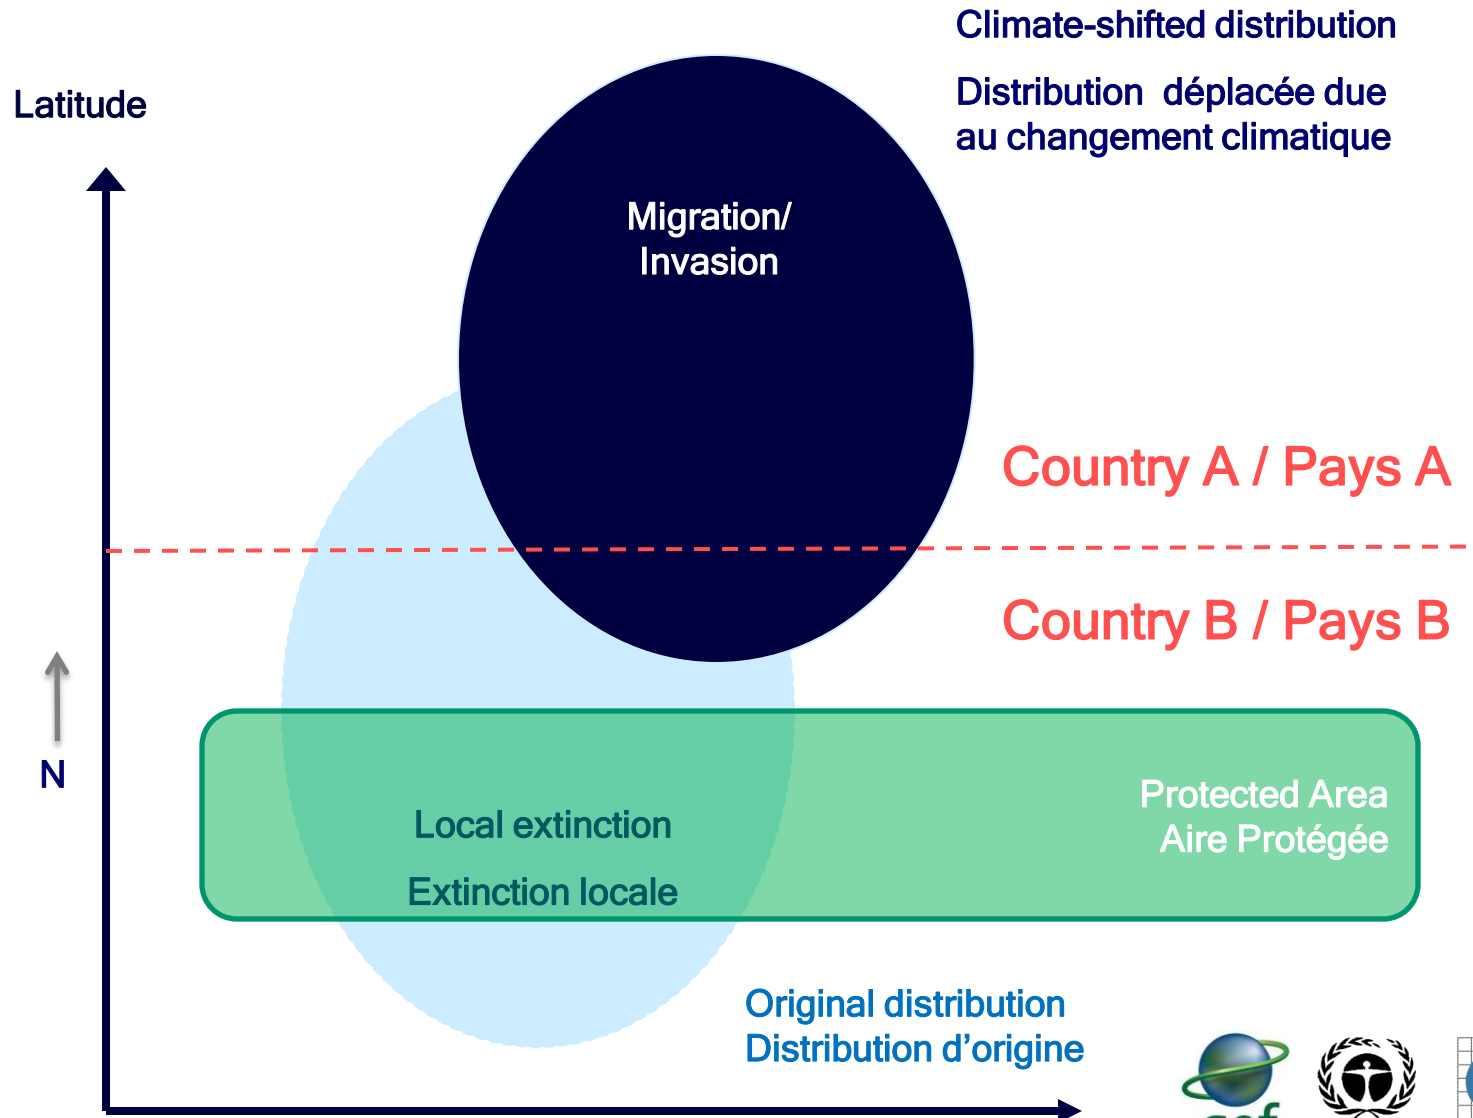 Climate-shifted distribution
Distribution déplacée due
au changement climatique
Latitude
Migration/
Invasion
Country A / Pays A
Country B / Pays B
N
Protected Area
Aire Protégée
Local extinction
Extinction locale
Original distribution
Distribution d’origine
gef